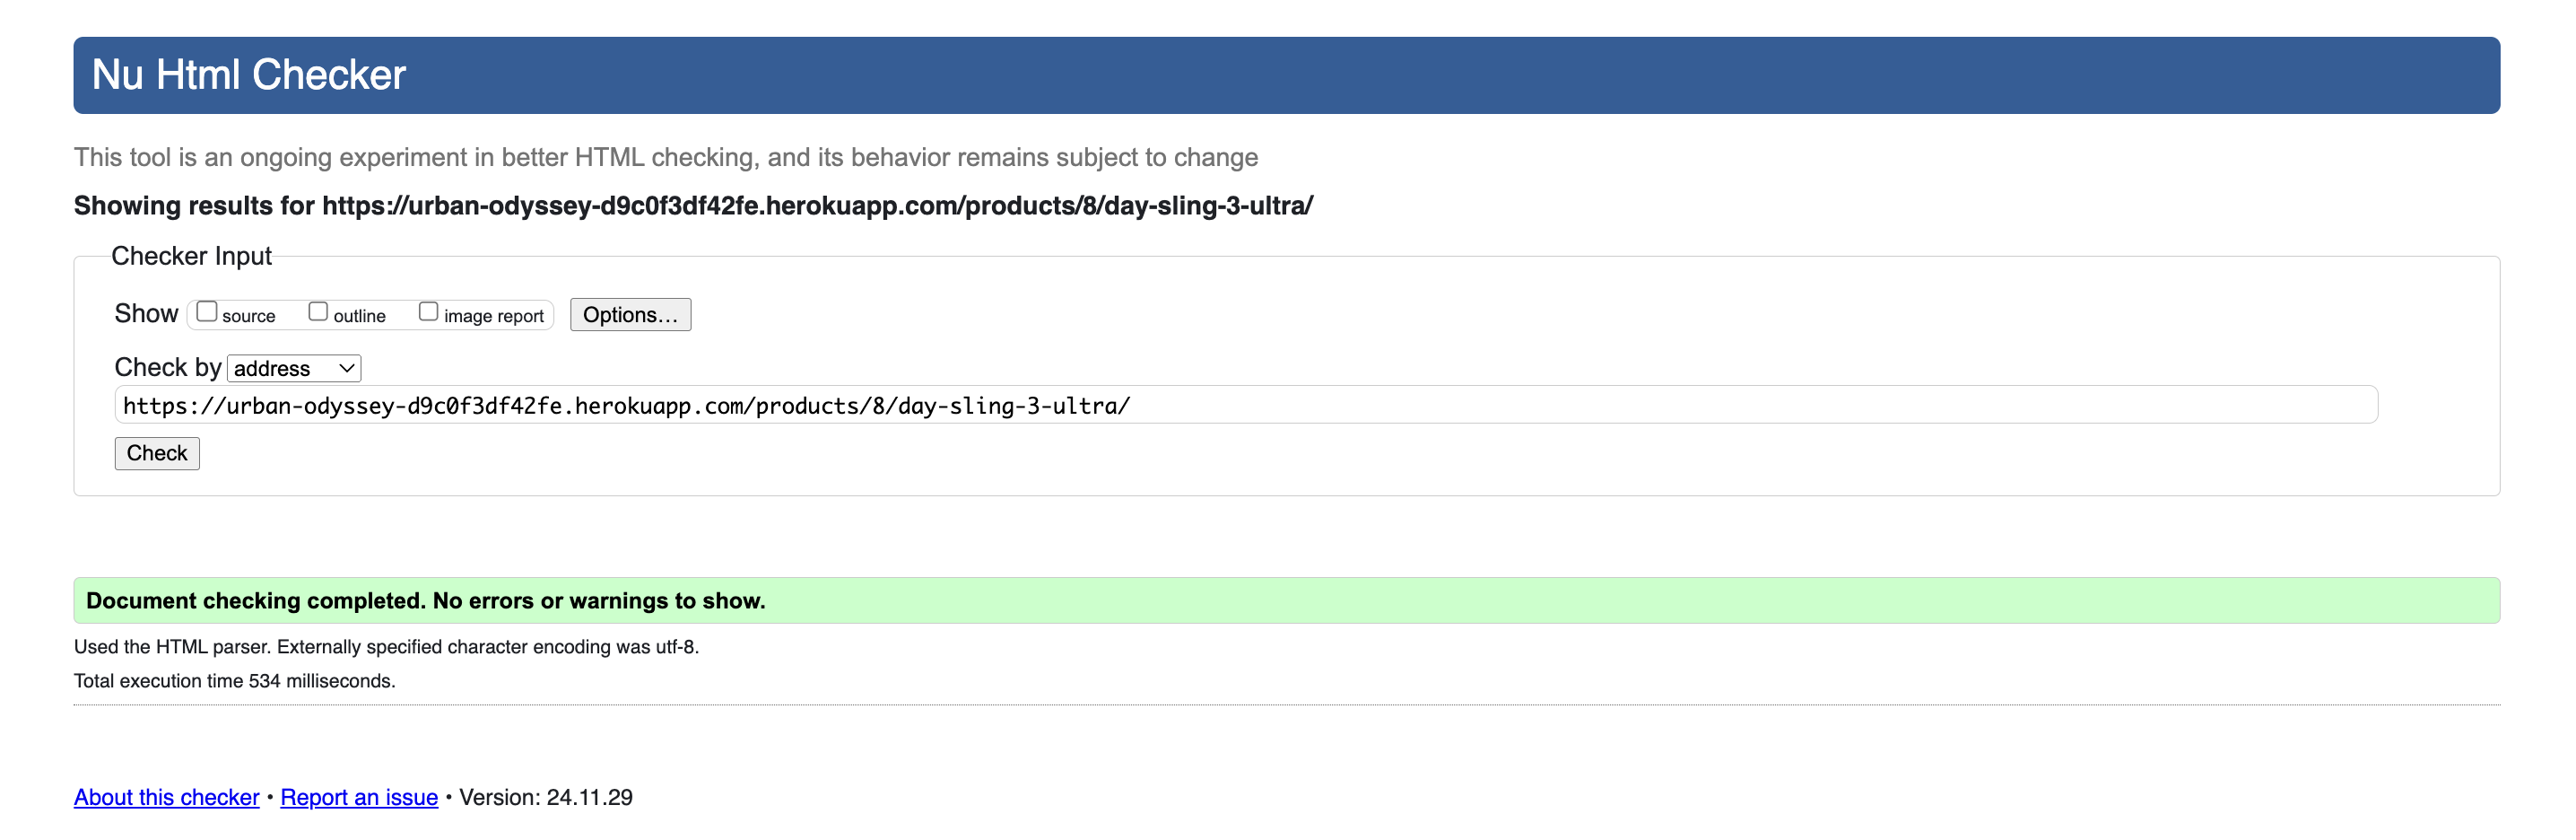 Nu Html Checker
This tool is an ongoing experiment in better HTML checking, and its behavior remains subject to change
Showing results for https://urban-odyssey-d9c0f3df42fe.herokuapp.com/products/8/day-sling-3-ultra/
Checker Input
Show source outline image report Options…
Check by address
https://urban-odyssey-d9c0f3df42fe.herokuapp.com/products/8/day-sling-3-ultra/
Check
Document checking completed. No errors or warnings to show.
Used the HTML parser. Externally specified character encoding was utf-8.
Total execution time 534 milliseconds.
About this checker • Report an issue • Version: 24.11.29